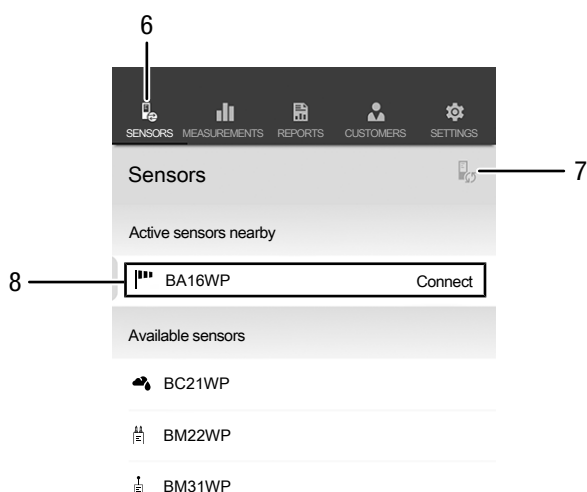 6
SENSORS MEASUREMENTS REPORTS CUSTOMERS SETTINGS
Sensors
7
Active sensors nearby
8
BA16WP Connect
Available sensors
BC21WP
BM22WP
BM31WP